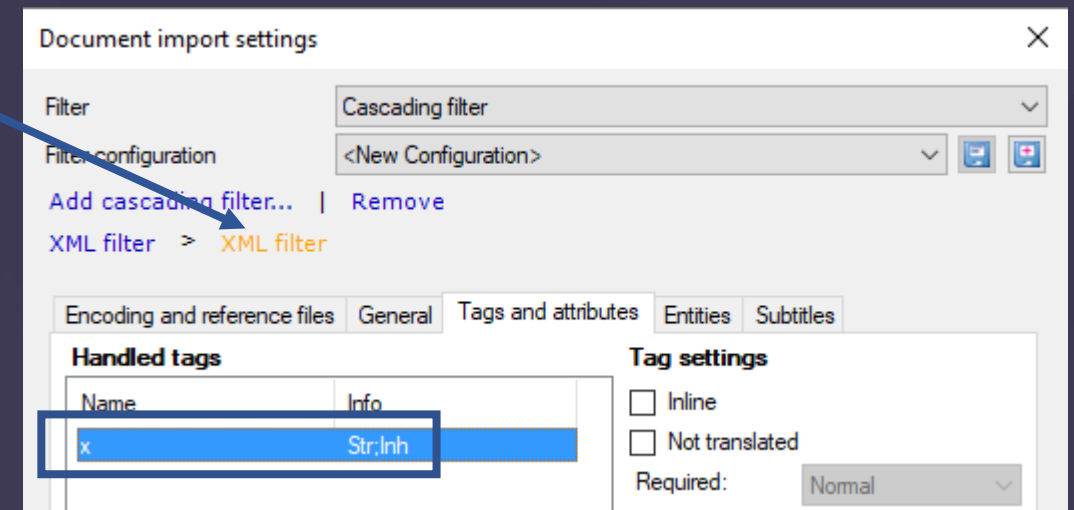 Document import settings
Filter
Cascading filter
Filter configuration
<New Configuration>
Add cascading filter... | Remove
XML filter > XML filter
Encoding and reference files General Tags and attributes Entities Subtitles
Handled tags
Tag settings
Name Info
Inline
x Str;Inh
Not translated
Required: Normal